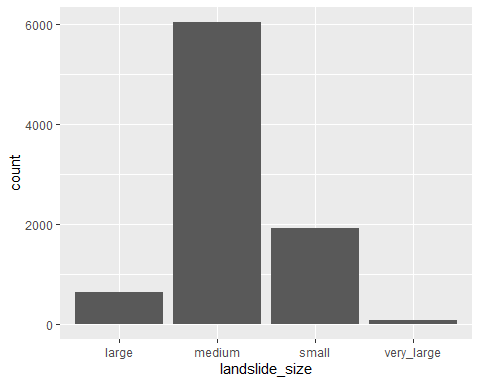 6000
4000
2000
0
count
large medium small very_large
landslide_size